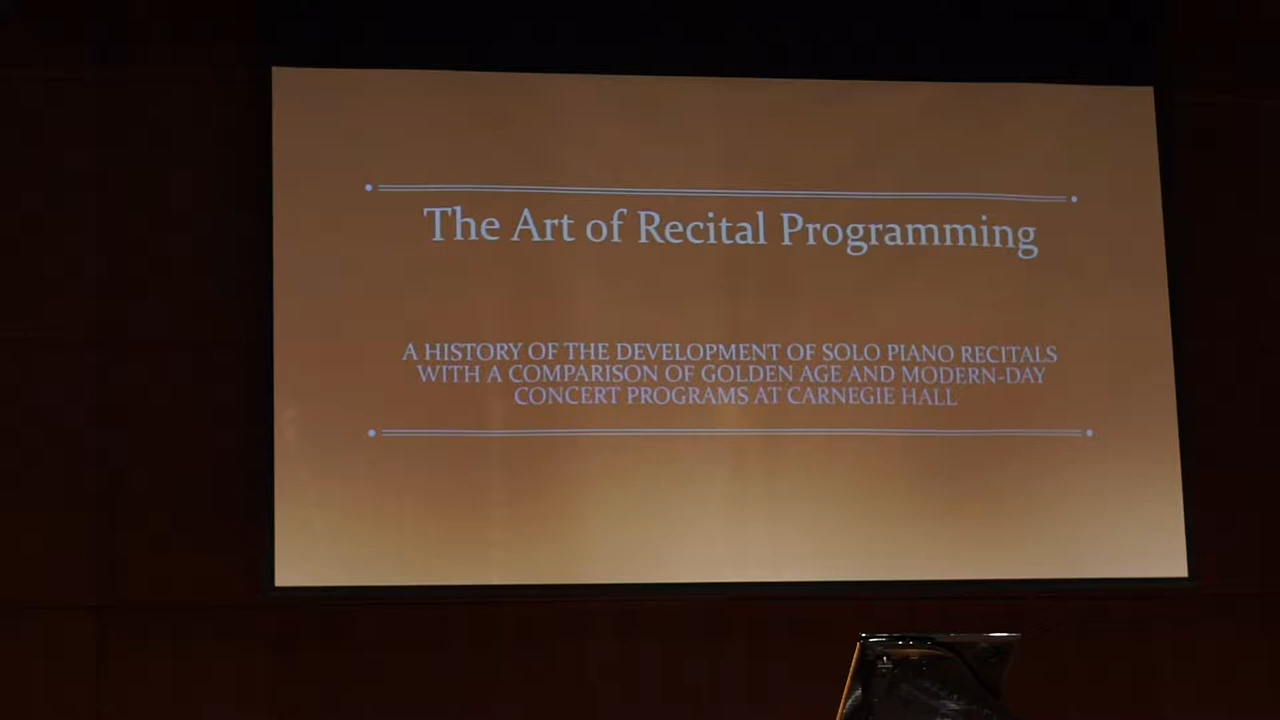 The Art of Recital Programming
A HISTORY OF THE DEVELOPMENT OF SOLO PIANO RECITALS
WITH A COMPARISON OF GOLDEN AGE AND MODERN-DAY
CONCERT PROGRAMS AT CARNEGIE HALL